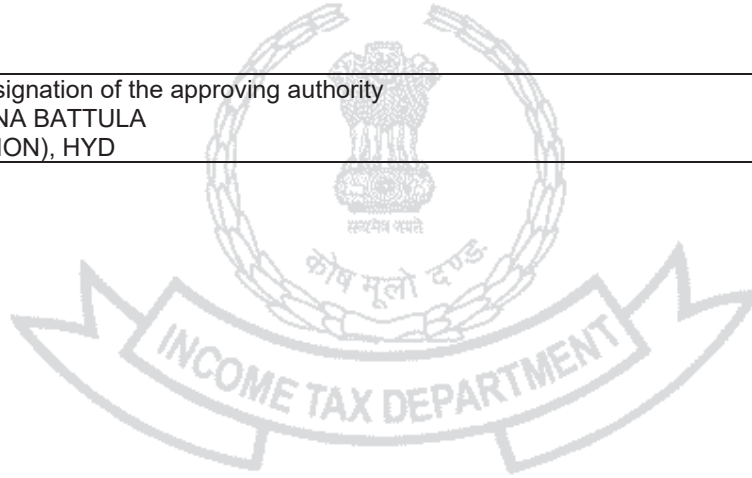 signation of the approving authority
NA BATTULA
ION), HYD
सत्यमेव जयते
कोष मूलो दण्डः
INCOME TAX DEPARTMENT